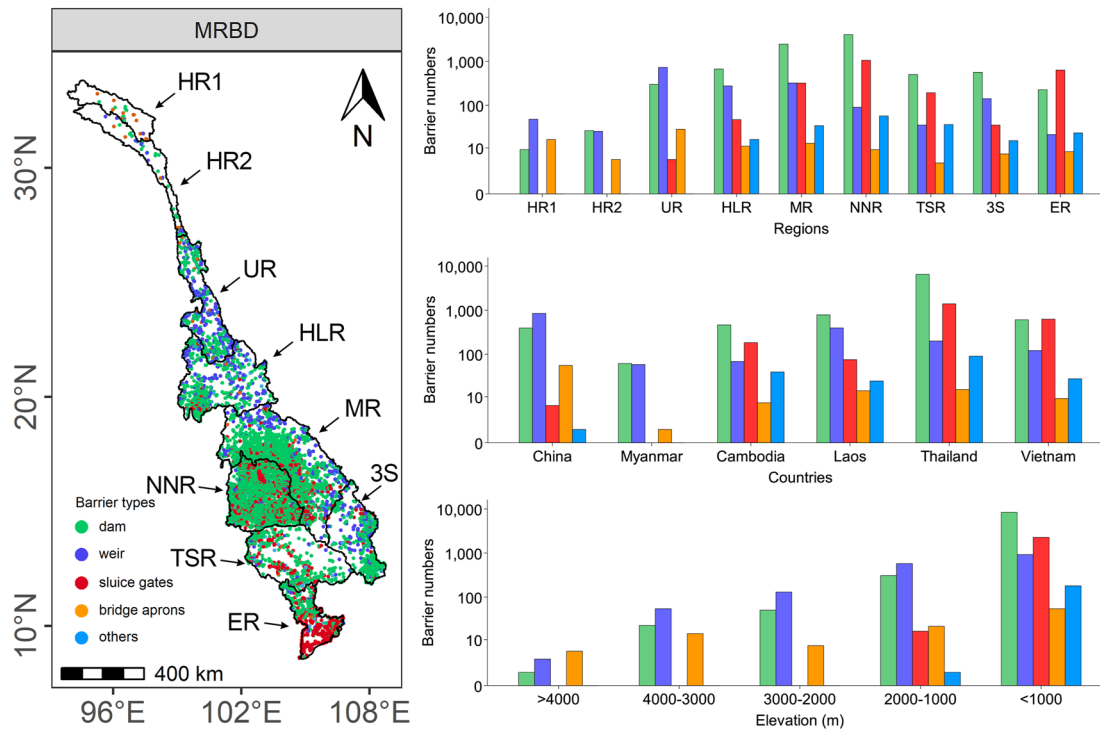 MRBD
HR1
HR2
UR
HLR
MR
3S
NNR
TSR
ER
N
30°N
20°N
10°N
Barrier types
dam
weir
sluice gates
bridge aprons
others
400 km
96°E 102°E 108°E
Barrier numbers
10,000
1,000
100
10
0
HR1 HR2 UR HLR MR NNR TSR 3S ER
Regions
Barrier numbers
10,000
1,000
100
10
0
China Myanmar Cambodia Laos Thailand Vietnam
Countries
Barrier numbers
10,000
1,000
100
10
0
>4000 4000-3000 3000-2000 2000-1000 <1000
Elevation (m)